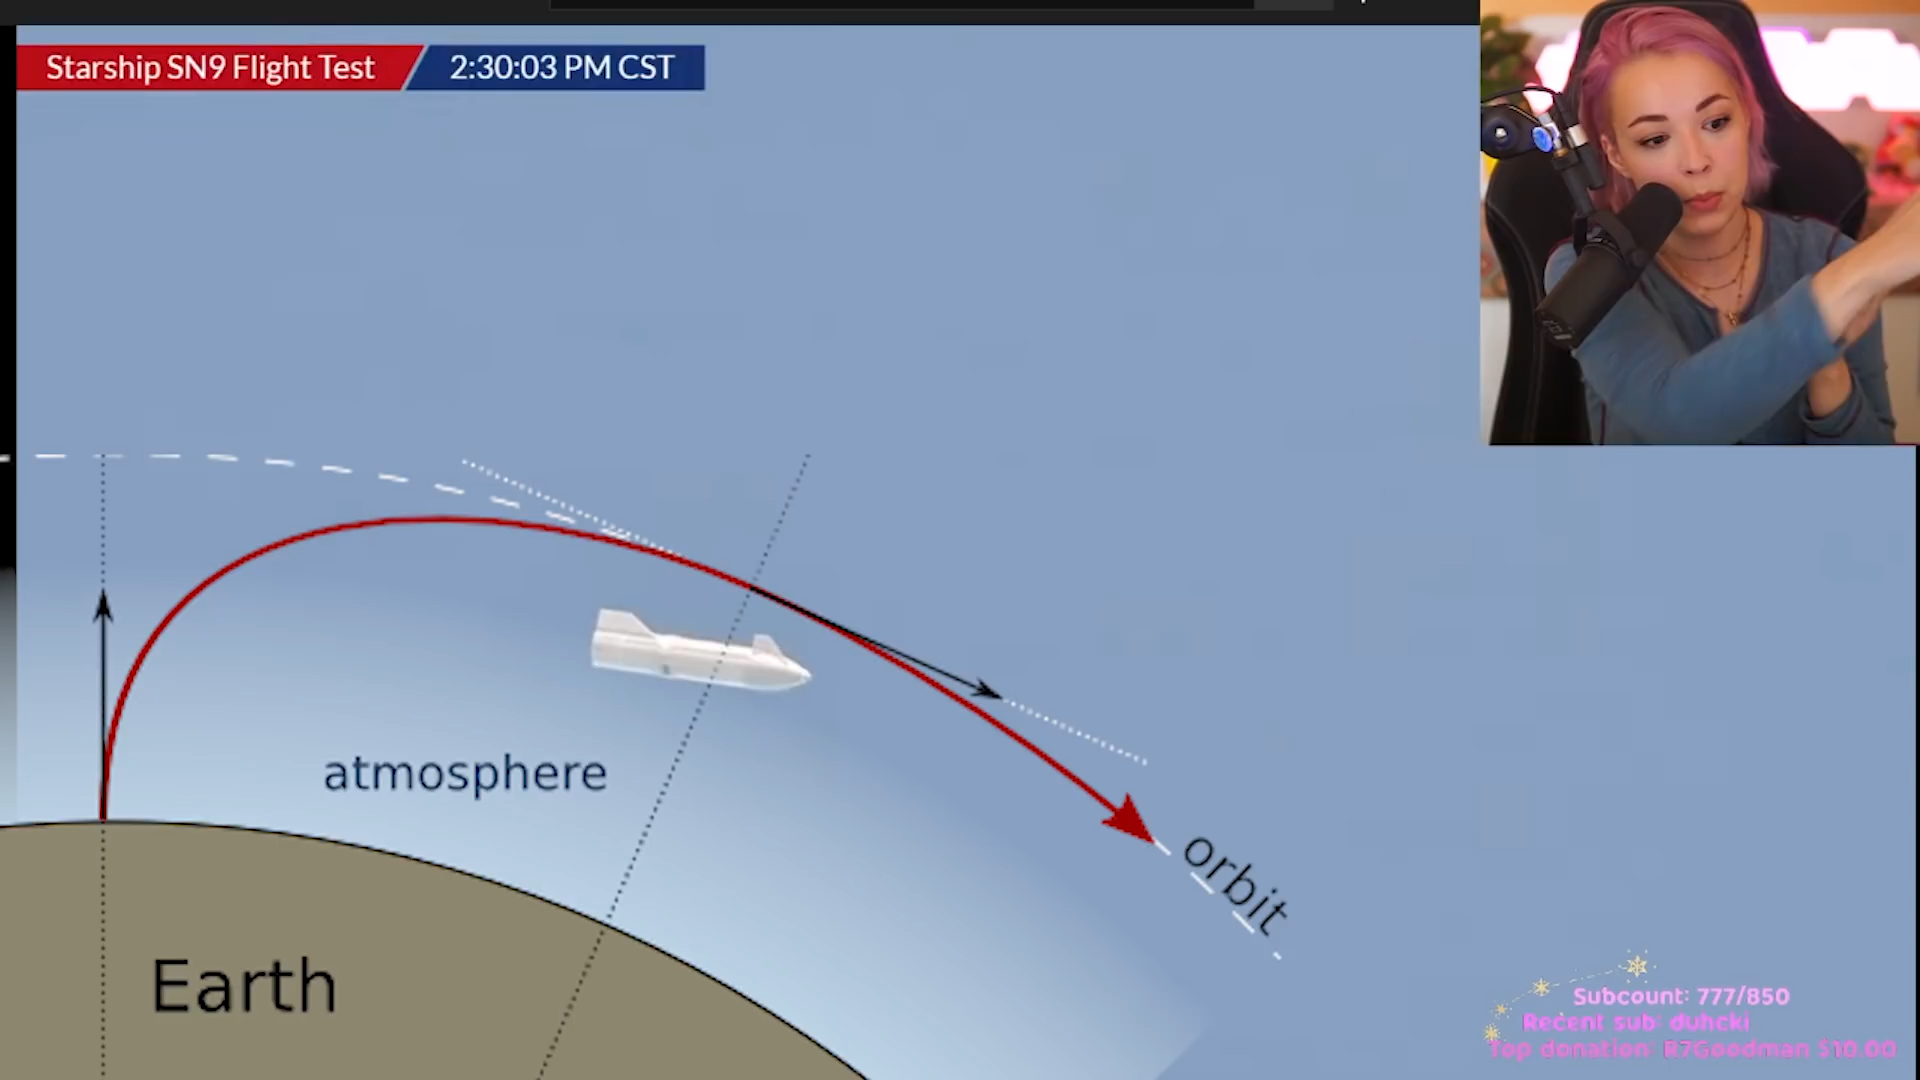 Starship SN9 Flight Test
2:30:03 PM CST
atmosphere
orbit
Earth
Subcount: 777/850
Recent sub: duhcki
Top donation: R7Goodman $10.00